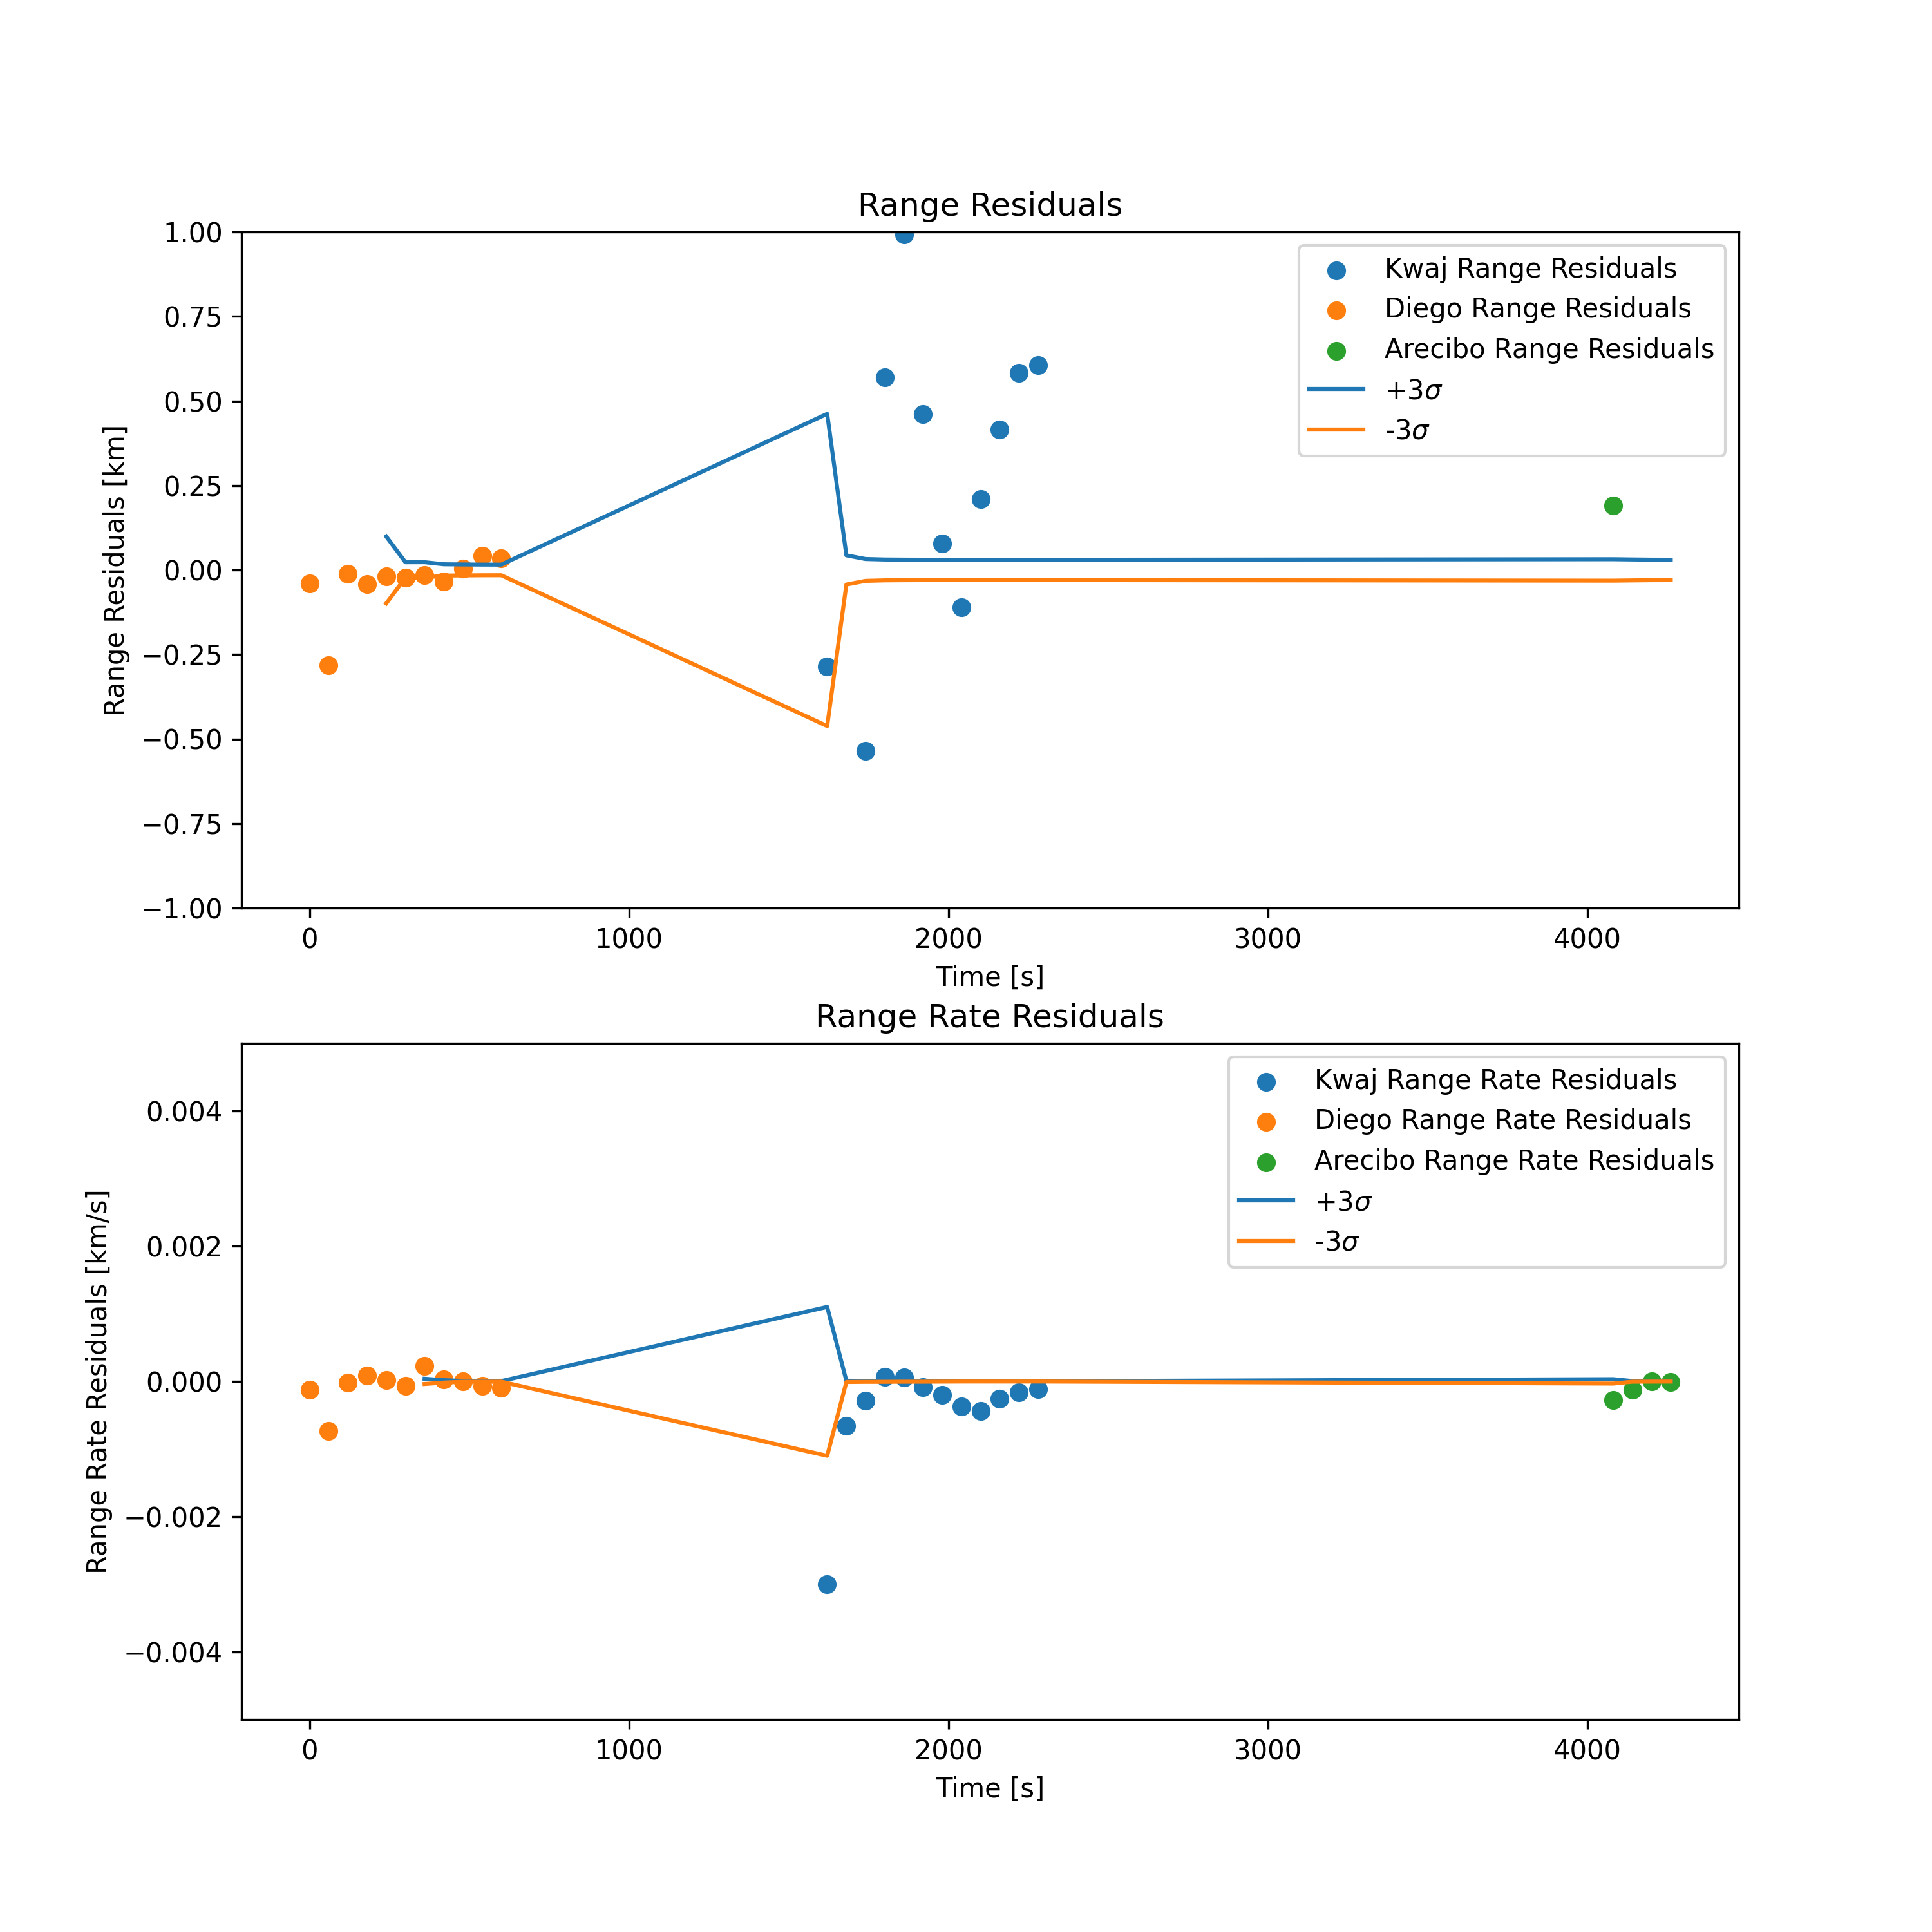 Range Residuals
1.00
0.75
0.50
0.25
0.00
−0.25
−0.50
−0.75
−1.00
Range Residuals [km]
Kwaj Range Residuals
Diego Range Residuals
Arecibo Range Residuals
+3σ
-3σ
0 1000 2000 3000 4000
Time [s]
Range Rate Residuals
0.004
0.002
0.000
−0.002
−0.004
Range Rate Residuals [km/s]
Kwaj Range Rate Residuals
Diego Range Rate Residuals
Arecibo Range Rate Residuals
+3σ
-3σ
0 1000 2000 3000 4000
Time [s]